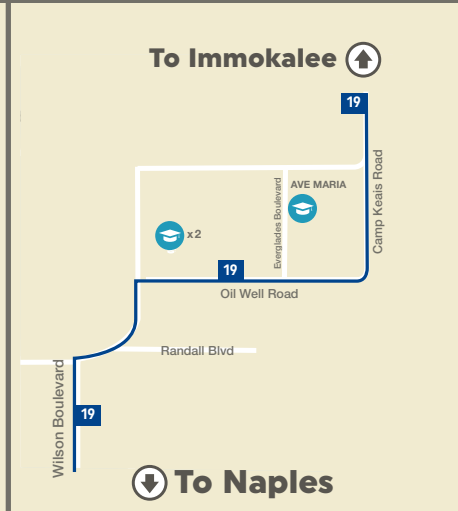 To Immokalee
19
Camp Keais Road
AVE MARIA
Everglades Boulevard
x 2
19
Oil Well Road
Randall Blvd
Wilson Boulevard
19
To Naples